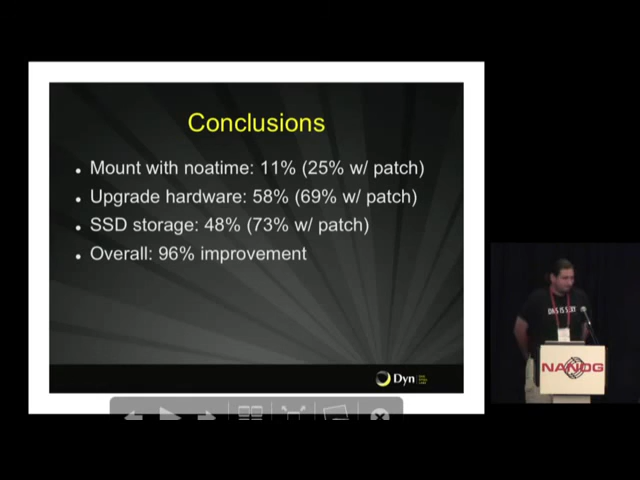 Conclusions
Mount with noatime: 11% (25% w/ patch)
Upgrade hardware: 58% (69% w/ patch)
SSD storage: 48% (73% w/ patch)
Overall: 96% improvement
Dyn
NANOG